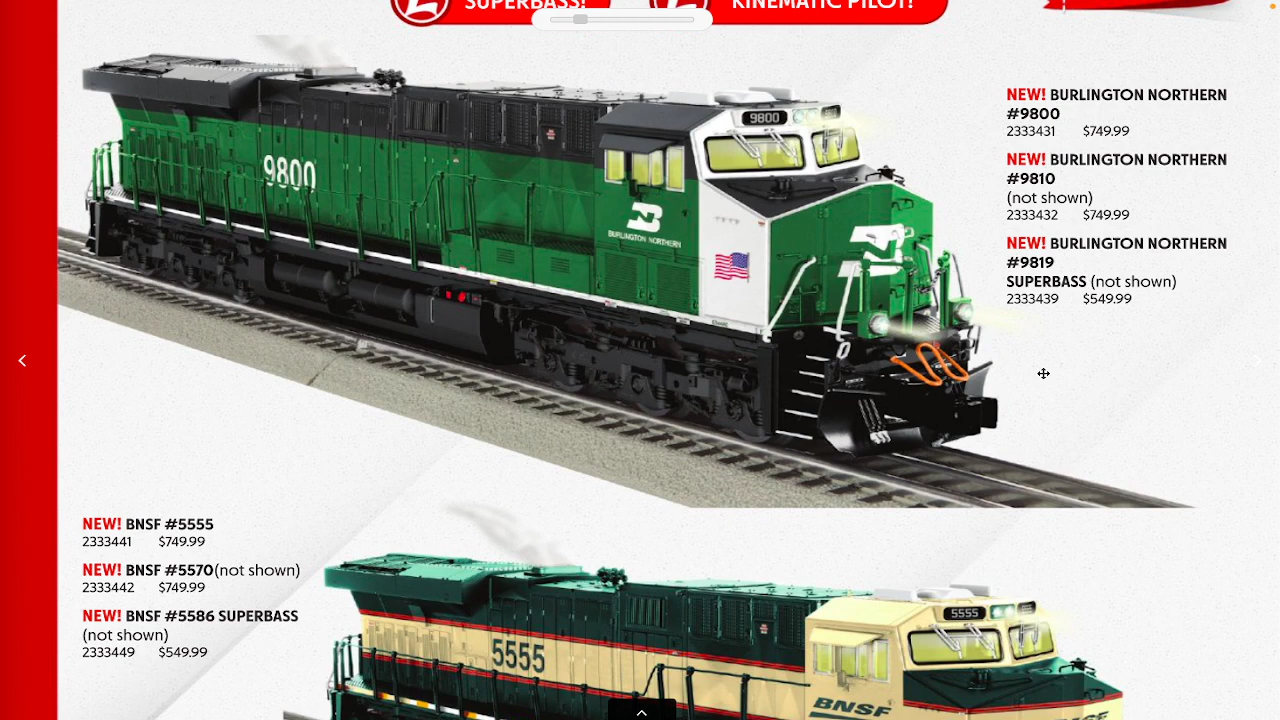 SUPERBASS!
KINEMATIC PILOT!
NEW! BURLINGTON NORTHERN
#9800
2333431 $749.99
NEW! BURLINGTON NORTHERN
#9810
(not shown)
2333432 $749.99
NEW! BURLINGTON NORTHERN
#9819
SUPERBASS (not shown)
2333439 $549.99
9800
9800
BURLINGTON NORTHERN
NEW! BNSF #5555
2333441 $749.99
NEW! BNSF #5570(not shown)
2333442 $749.99
NEW! BNSF #5586 SUPERBASS
(not shown)
2333449 $549.99
5555
5555
BNSF